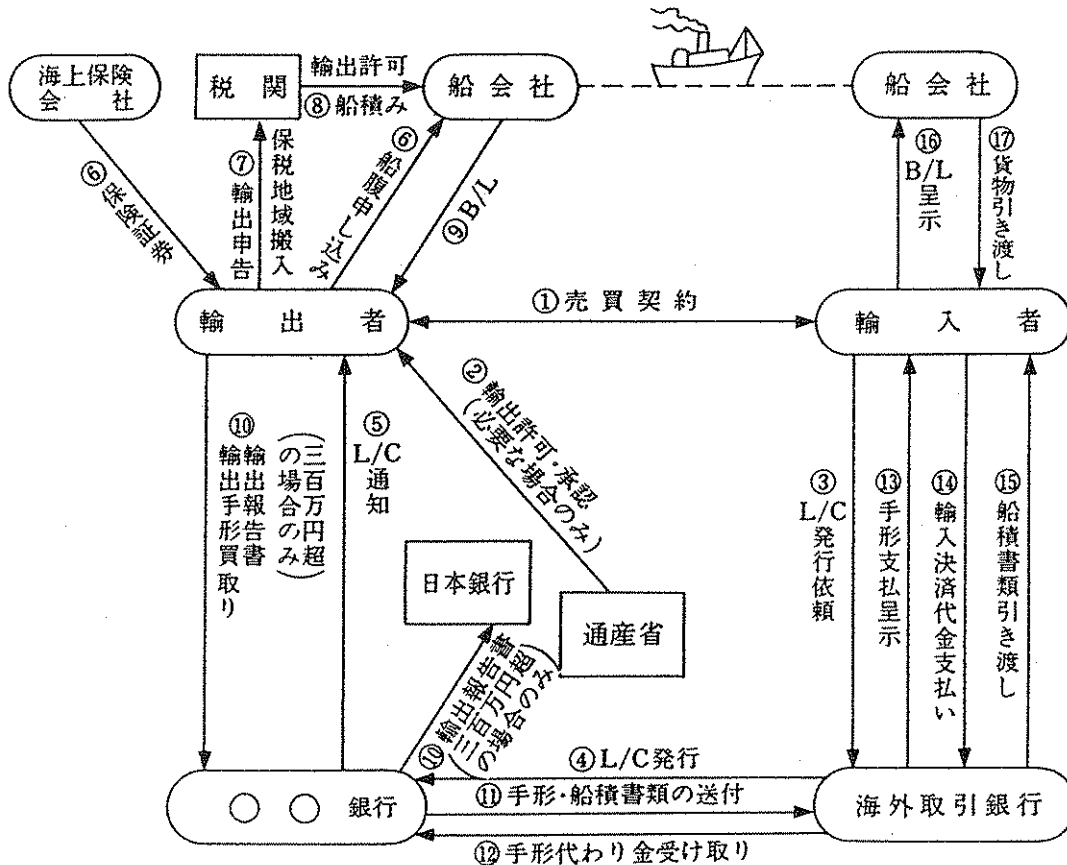 海上保険
会社
税関
輸出許可
⑧船積み
船会社
船会社
⑥保険証券
⑦輸出申告
保税地域搬入
⑥船腹申し込み
⑨B/L
⑯B/L呈示
⑰貨物引き渡し
輸出者
①売買契約
輸入者
②輸出許可・承認
(必要な場合のみ)
⑩輸出報告書
(三百万円超
の場合のみ)
輸出手形買取り
⑤L/C通知
③L/C発行依頼
⑬手形支払呈示
⑭輸入決済代金支払い
⑮船積書類引き渡し
日本銀行
通産省
⑩輸出報告書
(三百万円超
の場合のみ)
④L/C発行
⑪手形・船積書類の送付
⑫手形代わり金受け取り
○○銀行
海外取引銀行